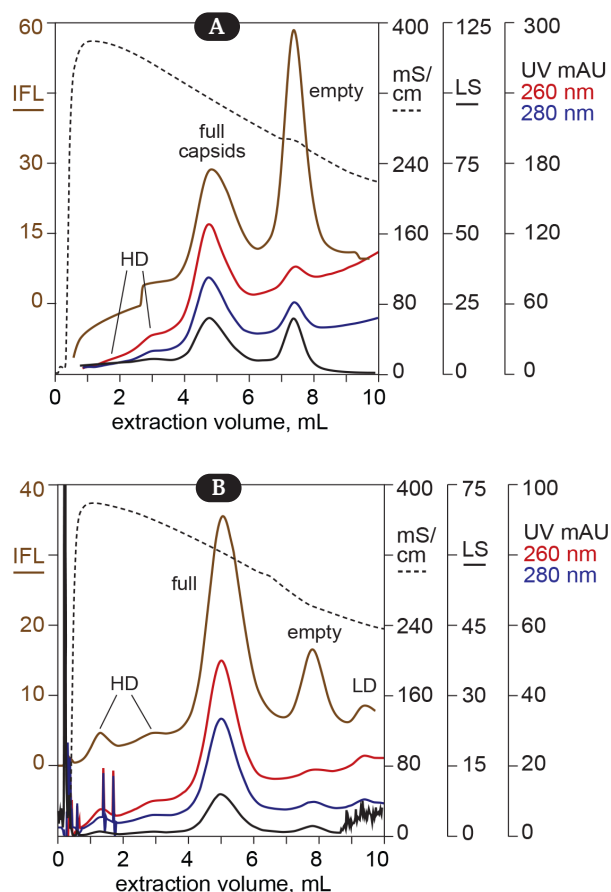 A
60
IFL
30
15
0
HD
full
capsids
empty
400
mS/
cm
240
160
80
0
125
LS
75
50
25
0
300
UV mAU
260 nm
280 nm
180
120
60
0
2
4
6
8
10
extraction volume, mL
B
40
IFL
20
10
0
HD
full
empty
LD
400
mS/
cm
240
160
80
0
75
LS
45
30
15
0
100
UV mAU
260 nm
280 nm
60
40
20
0
0
2
4
6
8
10
extraction volume, mL